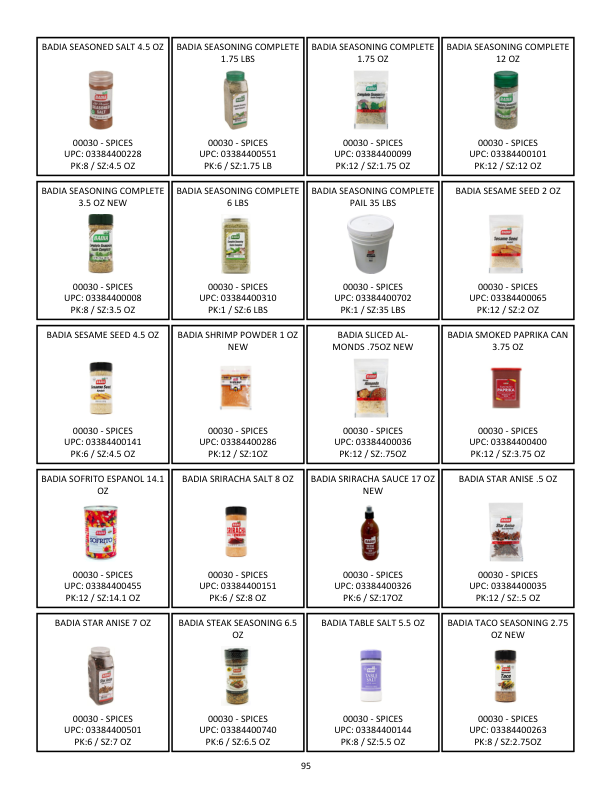 BADIA SEASONED SALT 4.5 OZ
00030 - SPICES
UPC: 03384400228
PK:8 / SZ:4.5 OZ
BADIA SEASONING COMPLETE
1.75 LBS
00030 - SPICES
UPC: 03384400551
PK:6 / SZ:1.75 LB
BADIA SEASONING COMPLETE
1.75 OZ
00030 - SPICES
UPC: 03384400099
PK:12 / SZ:1.75 OZ
BADIA SEASONING COMPLETE
12 OZ
00030 - SPICES
UPC: 03384400101
PK:12 / SZ:12 OZ
BADIA SEASONING COMPLETE
3.5 OZ NEW
00030 - SPICES
UPC: 03384400008
PK:8 / SZ:3.5 OZ
BADIA SEASONING COMPLETE
6 LBS
00030 - SPICES
UPC: 03384400310
PK:1 / SZ:6 LBS
BADIA SEASONING COMPLETE
PAIL 35 LBS
00030 - SPICES
UPC: 03384400702
PK:1 / SZ:35 LBS
BADIA SESAME SEED 2 OZ
00030 - SPICES
UPC: 03384400065
PK:12 / SZ:2 OZ
BADIA SESAME SEED 4.5 OZ
00030 - SPICES
UPC: 03384400141
PK:6 / SZ:4.5 OZ
BADIA SHRIMP POWDER 1 OZ
NEW
00030 - SPICES
UPC: 03384400286
PK:12 / SZ:1OZ
BADIA SLICED AL-
MONDS .75OZ NEW
00030 - SPICES
UPC: 03384400036
PK:12 / SZ:.75OZ
BADIA SMOKED PAPRIKA CAN
3.75 OZ
00030 - SPICES
UPC: 03384400400
PK:12 / SZ:3.75 OZ
BADIA SOFRITO ESPANOL 14.1
OZ
SOFRITO
00030 - SPICES
UPC: 03384400455
PK:12 / SZ:14.1 OZ
BADIA SRIRACHA SALT 8 OZ
SRIRACHA
00030 - SPICES
UPC: 03384400151
PK:6 / SZ:8 OZ
BADIA SRIRACHA SAUCE 17 OZ
NEW
00030 - SPICES
UPC: 03384400326
PK:6 / SZ:17OZ
BADIA STAR ANISE .5 OZ
Star Anise
00030 - SPICES
UPC: 03384400035
PK:12 / SZ:.5 OZ
BADIA STAR ANISE 7 OZ
00030 - SPICES
UPC: 03384400501
PK:6 / SZ:7 OZ
BADIA STEAK SEASONING 6.5
OZ
00030 - SPICES
UPC: 03384400740
PK:6 / SZ:6.5 OZ
BADIA TABLE SALT 5.5 OZ
00030 - SPICES
UPC: 03384400144
PK:8 / SZ:5.5 OZ
BADIA TACO SEASONING 2.75
OZ NEW
Taco
00030 - SPICES
UPC: 03384400263
PK:8 / SZ:2.75OZ
95